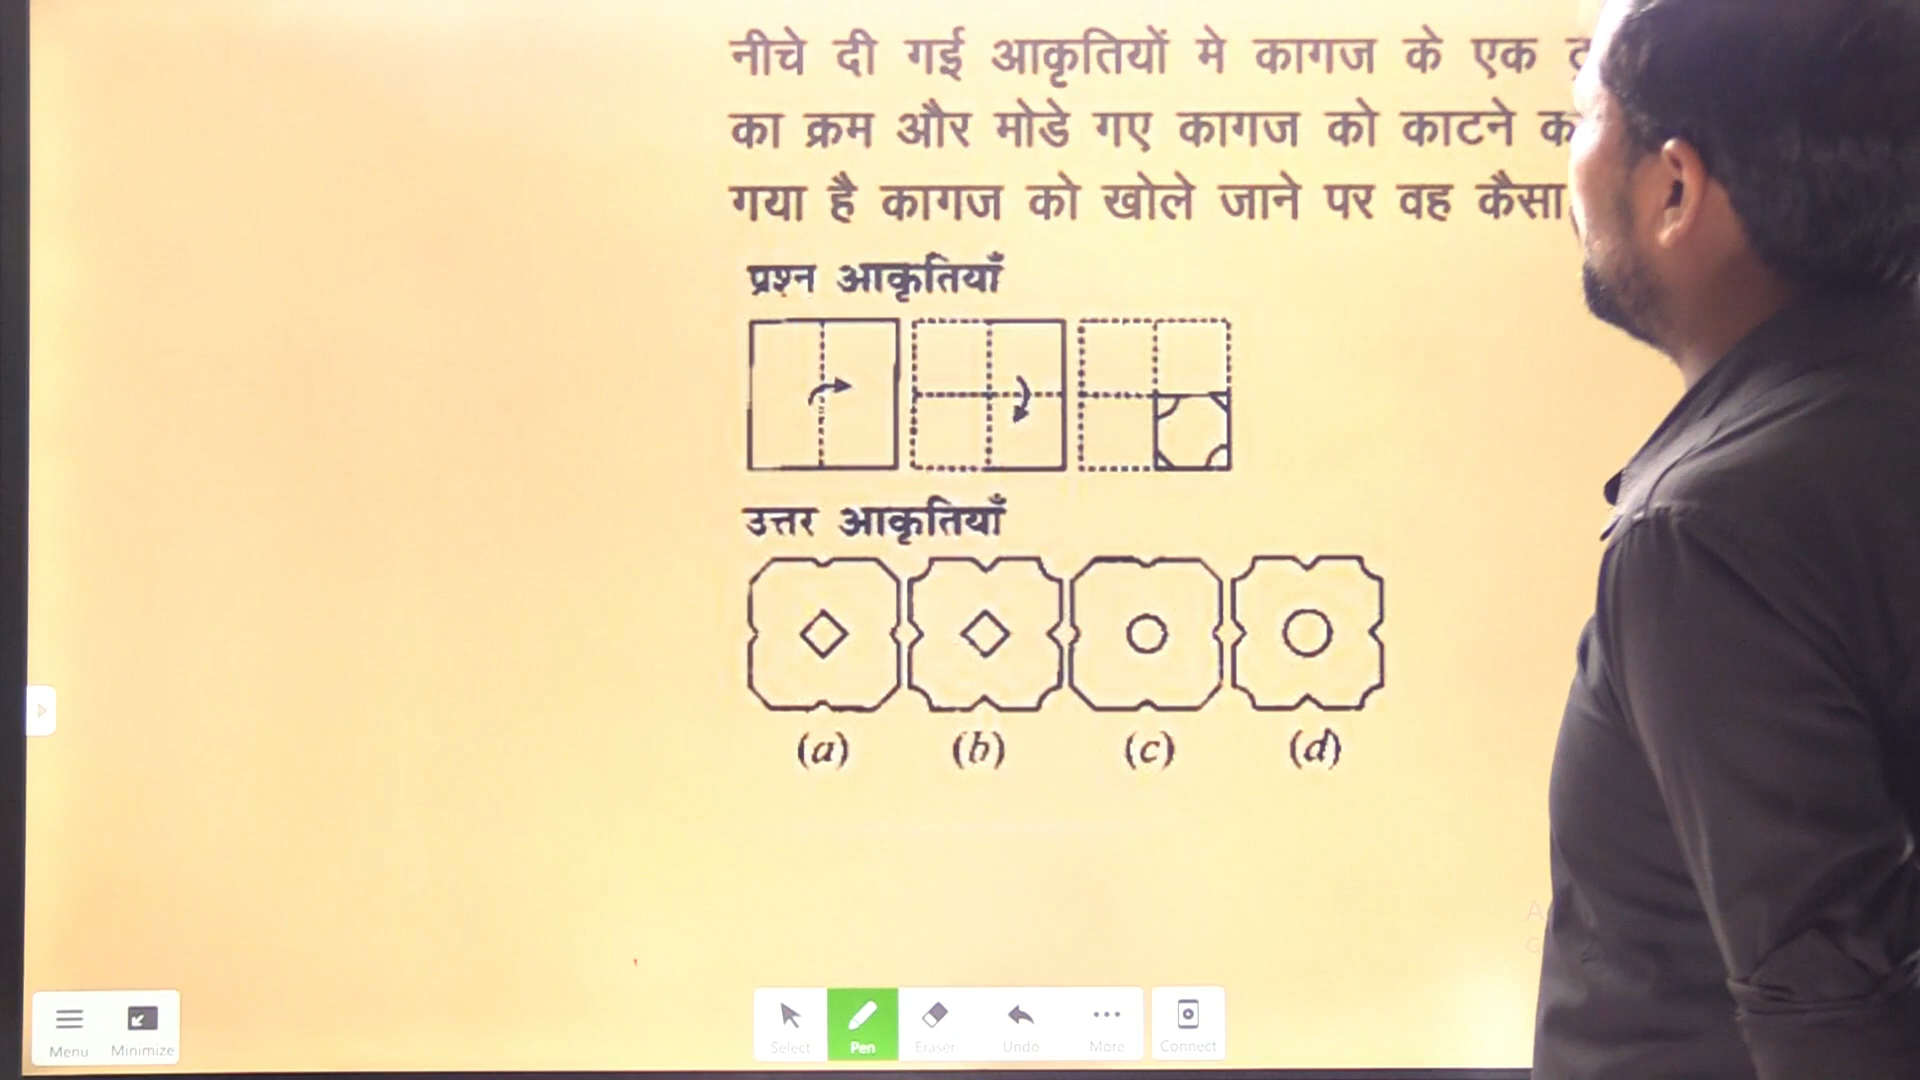 नीचे दी गई आकृतियों मे कागज के एक
का क्रम और मोडे गए कागज को काटने
गया है कागज को खोले जाने पर वह कैसा
प्रश्न आकृतियाँ
उत्तर आकृतियाँ
(a) (b) (c) (d)
Menu Minimize Select Pen Eraser Undo More Connect